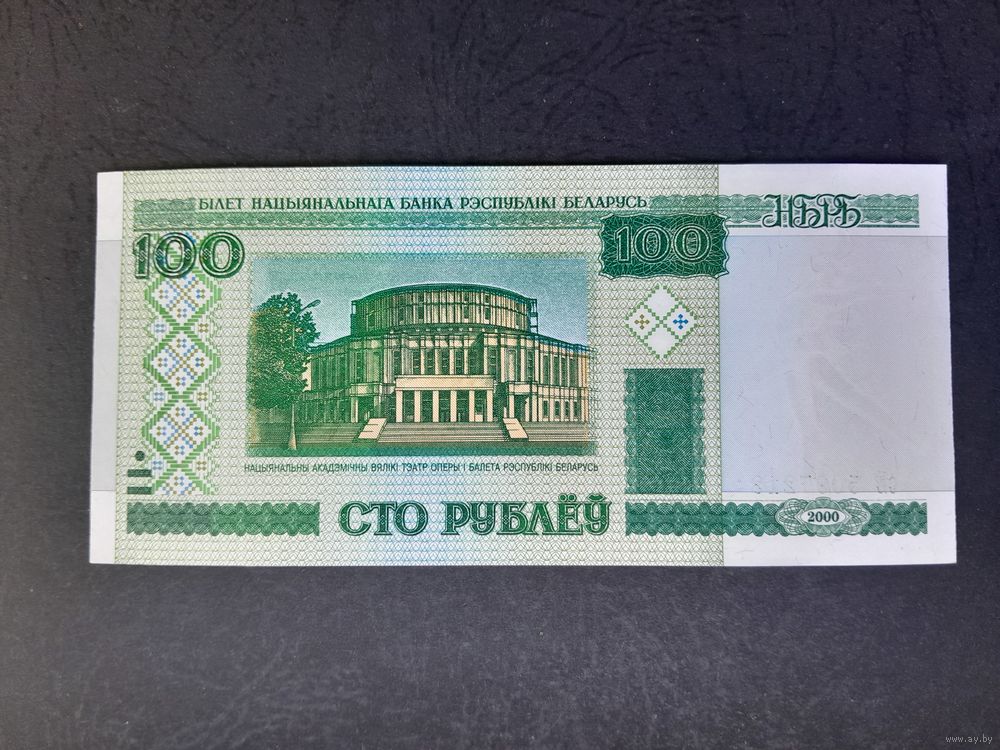 БІЛЕТ НАЦЫЯНАЛЬНАГА БАНКА РЭСПУБЛІКІ БЕЛАРУСЬ
НБРБ
100
100
НАЦЫЯНАЛЬНЫ АКАДЭМІЧНЫ ВЯЛІКІ ТЭАТР ОПЕРЫ І БАЛЕТА РЭСПУБЛІКІ БЕЛАРУСЬ
СТО РУБЛЁЎ
2000
www.ay.by